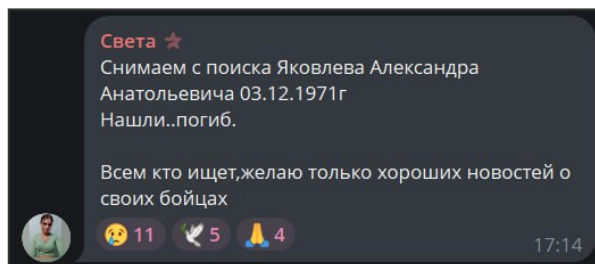 Света
Снимаем с поиска Яковлева Александра
Анатольевича 03.12.1971г
Нашли..погиб.
Всем кто ищет,желаю только хороших новостей о
своих бойцах
😢 11 🕊 5 🙏 4
17:14